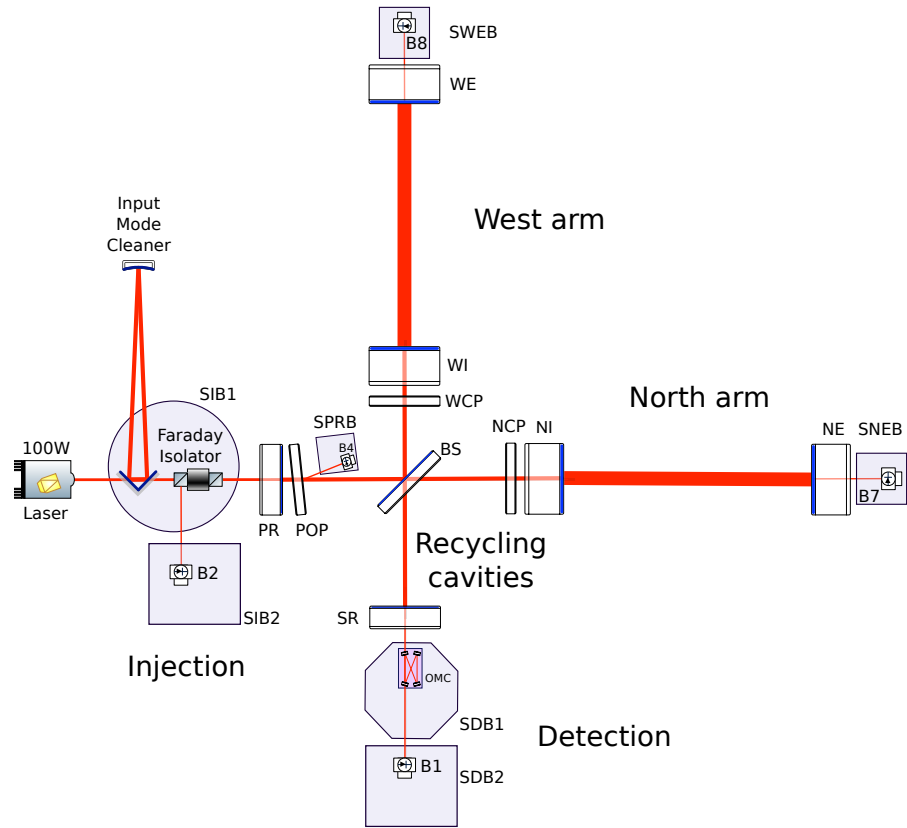 SWEB
B8
WE
Input
Mode
Cleaner
West arm
WI
SIB1
WCP
North arm
SPRB
NCP
NI
NE
SNEB
100W
Faraday
Isolator
B4
BS
B7
Laser
PR
POP
Recycling
cavities
B2
SIB2
SR
Injection
OMC
SDB1
Detection
B1
SDB2